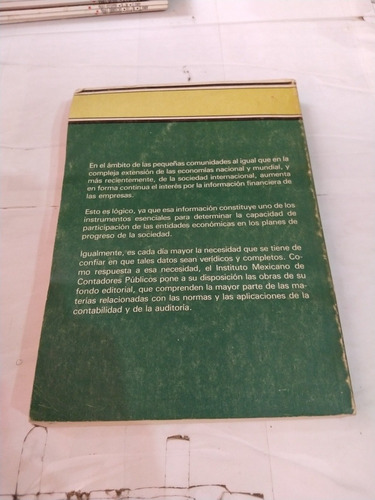 En el ámbito de las pequeñas comunidades al igual que en la
compleja extensión de las economías nacional y mundial, y
más recientemente, de la sociedad internacional, aumenta
en forma continua el interés por la información financiera de
las empresas.
Esto es lógico, ya que esa información constituye uno de los
instrumentos esenciales para determinar la capacidad de
participación de las entidades económicas en los planes de
progreso de la sociedad.
Igualmente, es cada día mayor la necesidad que se tiene de
confiar en que tales datos sean verídicos y completos. Co-
mo respuesta a esa necesidad, el Instituto Mexicano de
Contadores Públicos pone a su disposición las obras de su
fondo editorial, que comprenden la mayor parte de las ma-
terias relacionadas con las normas y las aplicaciones de la
contabilidad y de la auditoría.